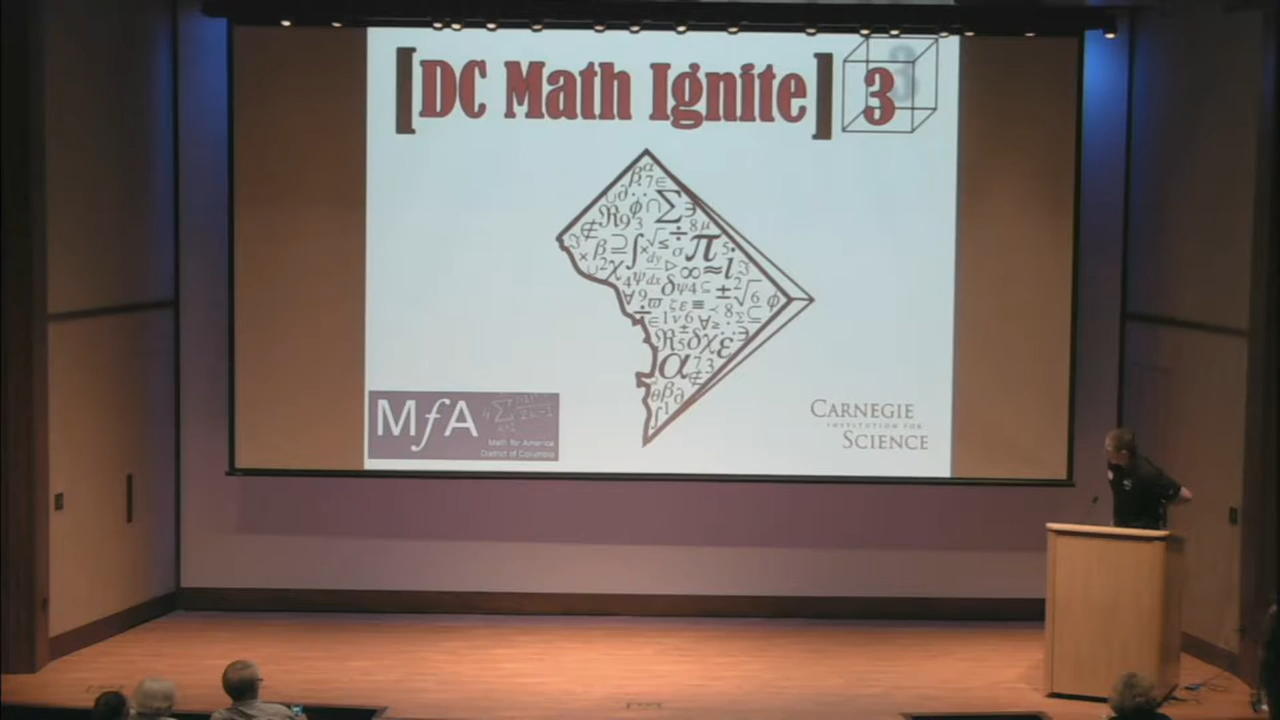 [DC Math Ignite] 3
MfA
Math for America
District of Columbia
CARNEGIE
INSTITUTION FOR
SCIENCE